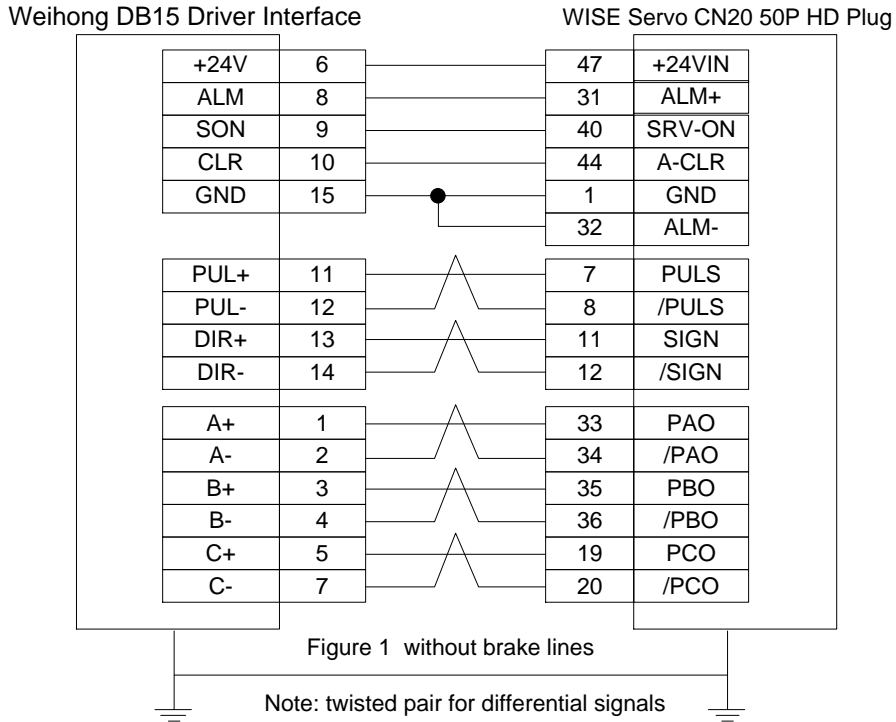 Weihong DB15 Driver Interface WISE Servo CN20 50P HD Plug
+24V 6 47 +24VIN
ALM 8 31 ALM+
SON 9 40 SRV-ON
CLR 10 44 A-CLR
GND 15 1 GND
32 ALM-
PUL+ 11 7 PULS
PUL- 12 8 /PULS
DIR+ 13 11 SIGN
DIR- 14 12 /SIGN
A+ 1 33 PAO
A- 2 34 /PAO
B+ 3 35 PBO
B- 4 36 /PBO
C+ 5 19 PCO
C- 7 20 /PCO
Figure 1 without brake lines
Note: twisted pair for differential signals